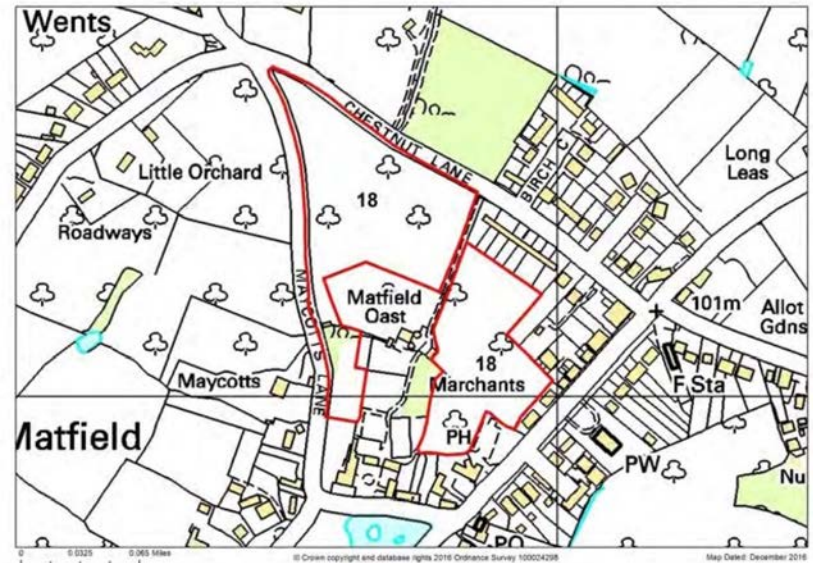 Wents
CHESTNUT LANE
BIRCH C
Long
Leas
Little Orchard
18
Roadways
MAYCOTTS LANE
Matfield
Oast
101m
Allot
Gdns
18
Marchants
Maycotts
F Sta
Matfield
PH
PW
Nu
PO
0 0.0325 0.065 Miles
© Crown copyright and database rights 2016 Ordnance Survey 100024298
Map Dated: December 2016